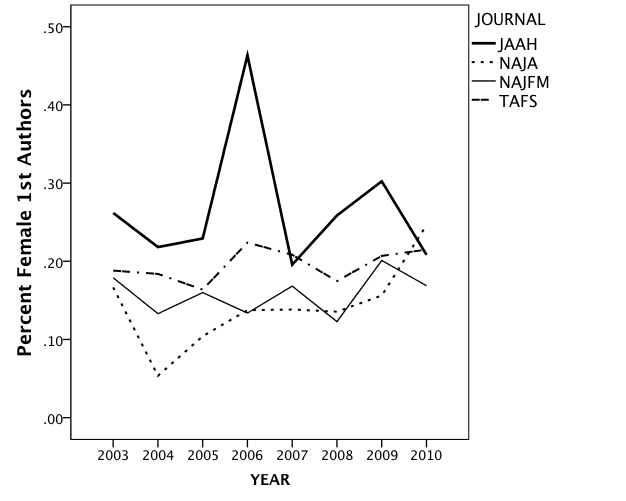 JOURNAL
JAAH
NAJA
NAJFM
TAFS
Percent Female 1st Authors
.50
.40
.30
.20
.10
.00
2003 2004 2005 2006 2007 2008 2009 2010
YEAR